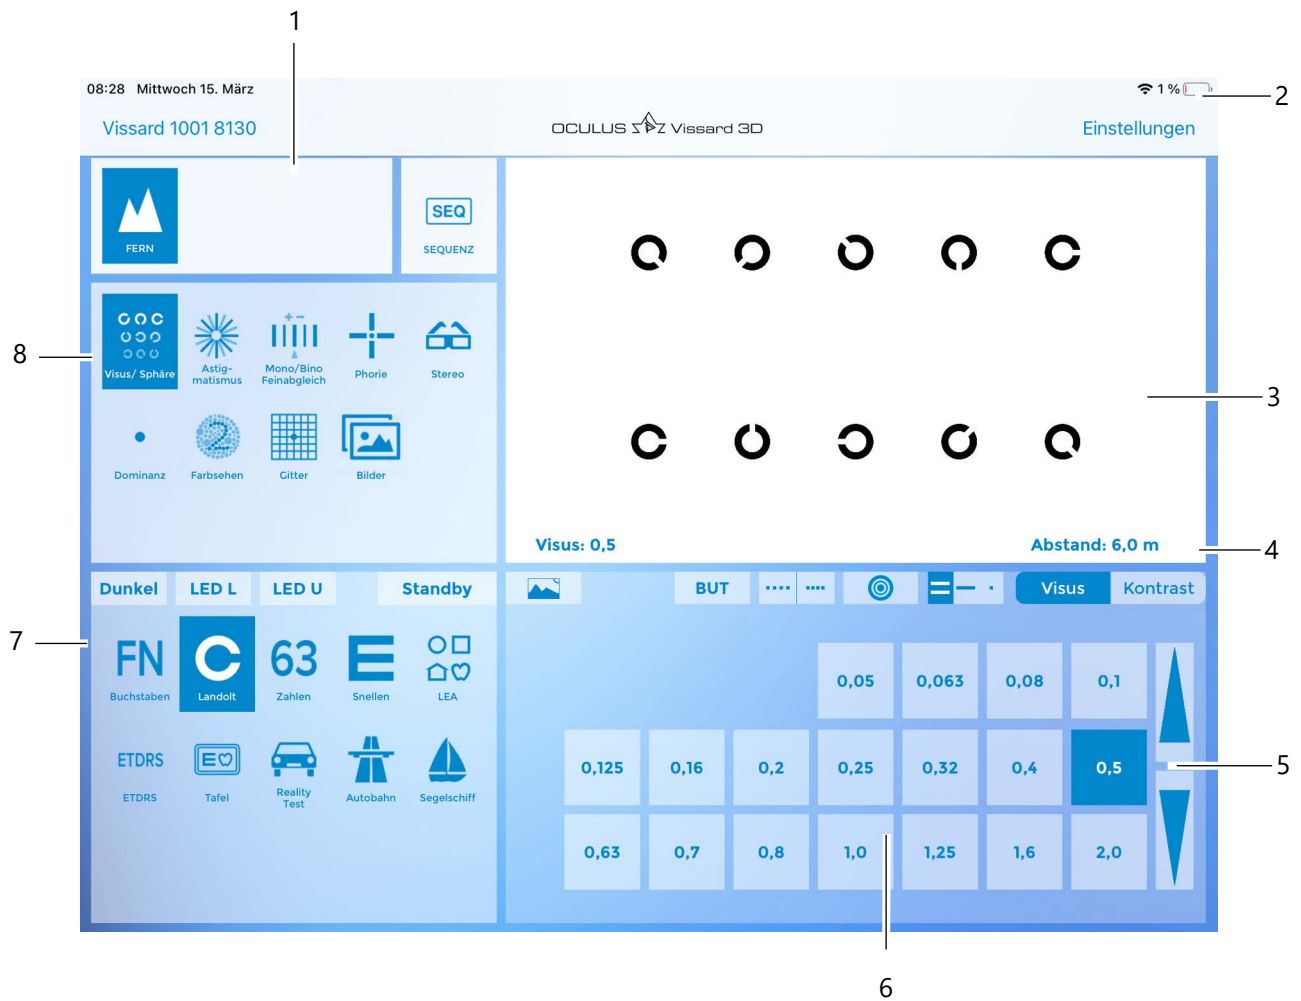 1
08:28 Mittwoch 15. März
1 %
2
Vissard 1001 8130
OCULUS Vissard 3D
Einstellungen
FERN
SEQ
SEQUENZ
8
Visus/ Sphäre
Astig-
matismus
+ -
Mono/Bino
Feinabgleich
Phorie
Stereo
2
Dominanz
Farbsehen
Gitter
Bilder
3
Visus: 0,5
Abstand: 6,0 m
4
Dunkel
LED L
LED U
Standby
BUT
Visus
Kontrast
7
FN
Buchstaben
C
Landolt
63
Zahlen
E
Snellen
LEA
ETDRS
ETDRS
E
Tafel
Reality
Test
Autobahn
Segelschiff
0,05 0,063 0,08 0,1
0,125 0,16 0,2 0,25 0,32 0,4 0,5
5
0,63 0,7 0,8 1,0 1,25 1,6 2,0
6